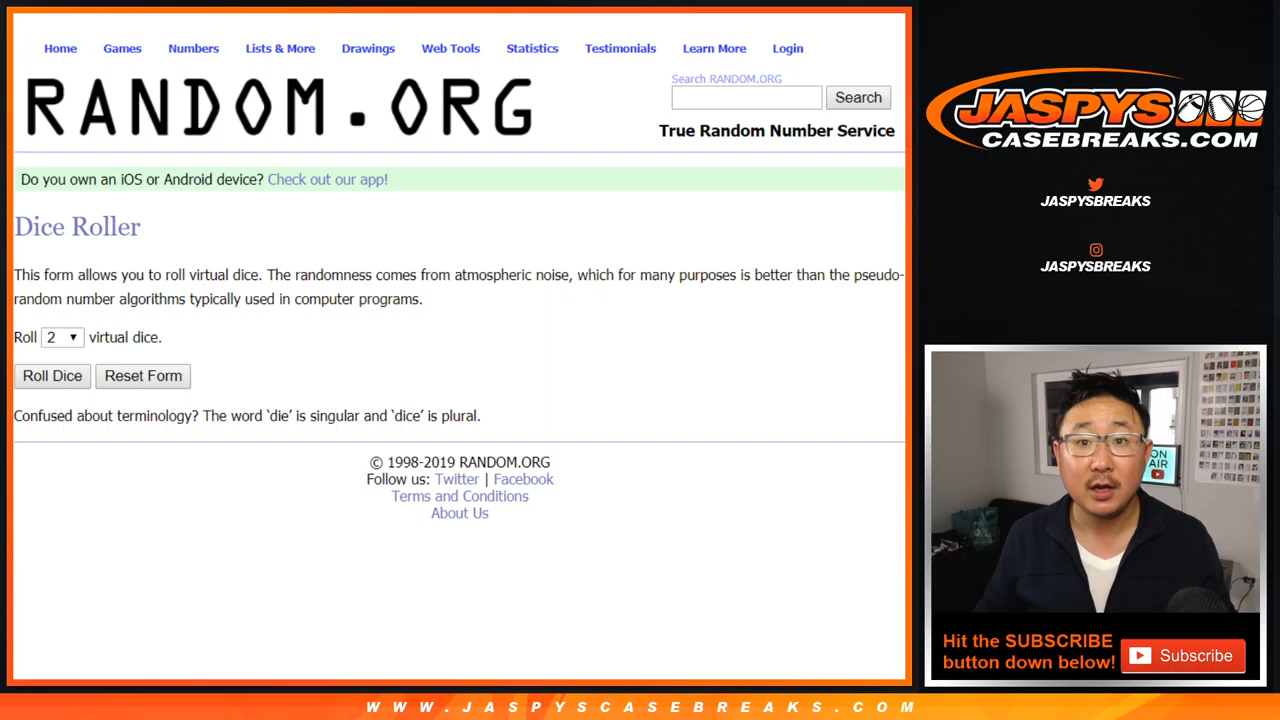 Home Games Numbers Lists & More Drawings Web Tools Statistics Testimonials Learn More Login
RANDOM.ORG
Search RANDOM.ORG
Search
True Random Number Service
Do you own an iOS or Android device? Check out our app!
Dice Roller
This form allows you to roll virtual dice. The randomness comes from atmospheric noise, which for many purposes is better than the pseudo-
random number algorithms typically used in computer programs.
Roll 2 virtual dice.
Roll Dice Reset Form
Confused about terminology? The word ‘die’ is singular and ‘dice’ is plural.
© 1998-2019 RANDOM.ORG
Follow us: Twitter | Facebook
Terms and Conditions
About Us
JASPYS
CASEBREAKS.COM
JASPYSBREAKS
JASPYSBREAKS
ON
AIR
Hit the SUBSCRIBE
button down below!
Subscribe
WWW.JASPYSCASEBREAKS.COM